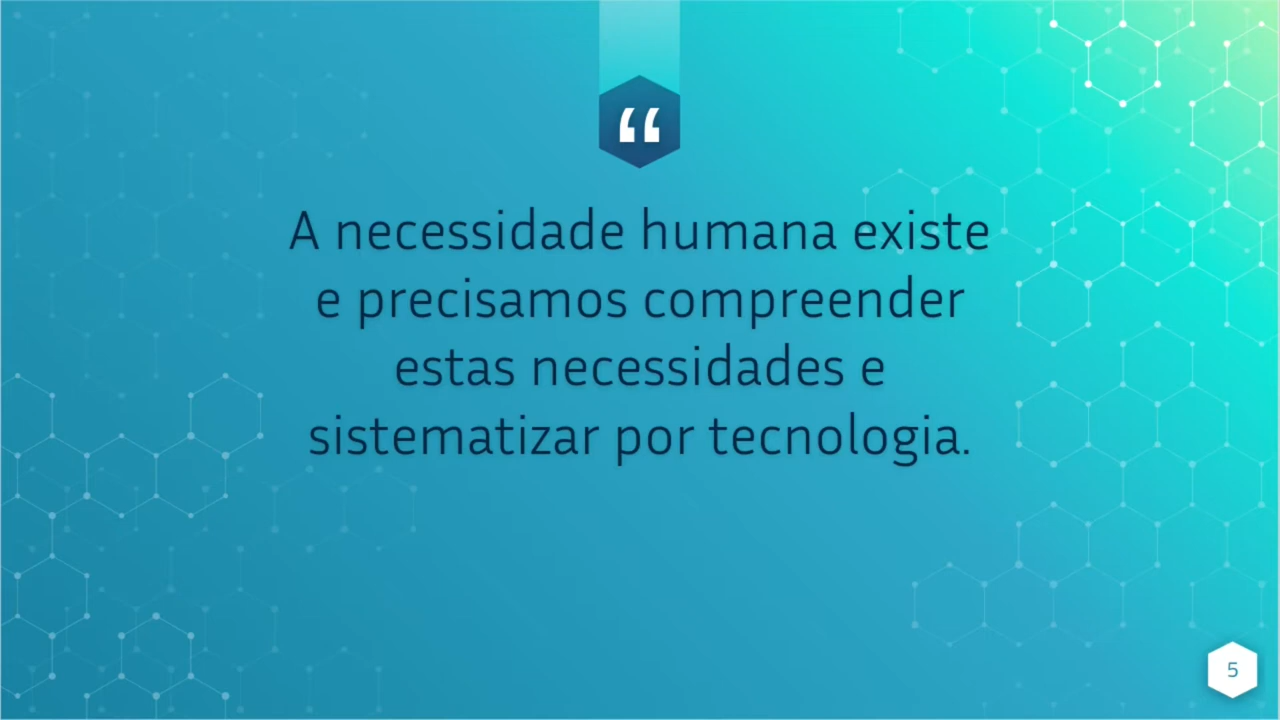 “
A necessidade humana existe
e precisamos compreender
estas necessidades e
sistematizar por tecnologia.
5